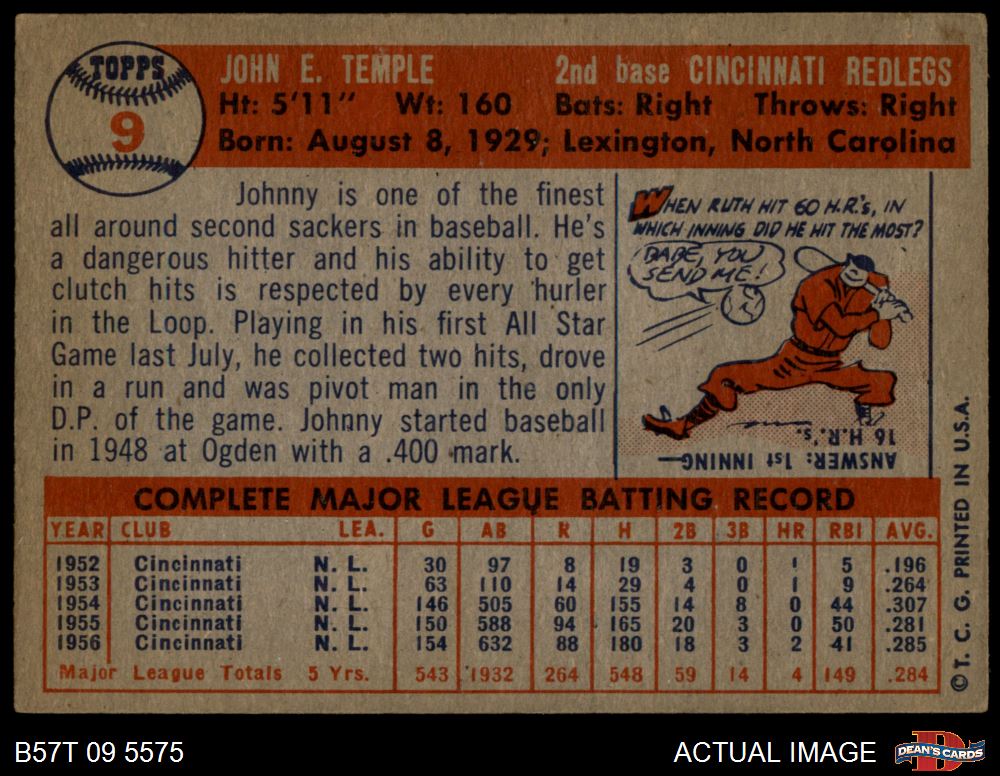 TOPPS
9
JOHN E. TEMPLE 2nd base CINCINNATI REDLEGS
Ht: 5'11" Wt: 160 Bats: Right Throws: Right
Born: August 8, 1929; Lexington, North Carolina
Johnny is one of the finest
all around second sackers in baseball. He's
a dangerous hitter and his ability to get
clutch hits is respected by every hurler
in the Loop. Playing in his first All Star
Game last July, he collected two hits, drove
in a run and was pivot man in the only
D.P. of the game. Johnny started baseball
in 1948 at Ogden with a .400 mark.
WHEN RUTH HIT 60 H.R.'s, IN
WHICH INNING DID HE HIT THE MOST?
BABE, YOU
SEND ME!
ANSWER: 1st INNING—
16 H.R.'s.
COMPLETE MAJOR LEAGUE BATTING RECORD
YEAR CLUB LEA. G AB R H 2B 3B HR RBI AVG.
1952 Cincinnati N. L. 30 97 8 19 3 0 1 5 .196
1953 Cincinnati N. L. 63 110 14 29 4 0 1 9 .264
1954 Cincinnati N. L. 146 505 60 155 14 8 0 44 .307
1955 Cincinnati N. L. 150 588 94 165 20 3 0 50 .281
1956 Cincinnati N. L. 154 632 88 180 18 3 2 41 .285
Major League Totals 5 Yrs. 543 1932 264 548 59 14 4 149 .284
© T. C. G. PRINTED IN U.S.A.
B57T 09 5575
ACTUAL IMAGE
D
DEAN'S CARDS